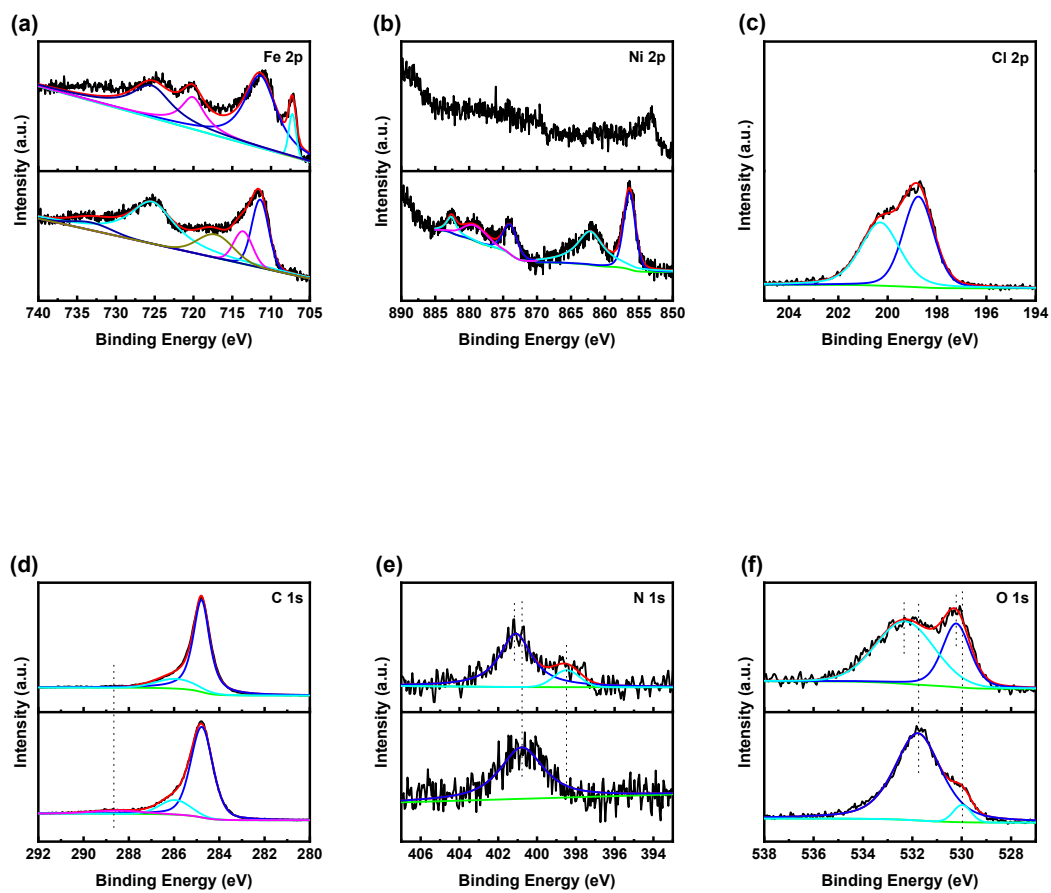 (a)
Fe 2p
Intensity (a.u.)
740 735 730 725 720 715 710 705
Binding Energy (eV)
(b)
Ni 2p
Intensity (a.u.)
890 885 880 875 870 865 860 855 850
Binding Energy (eV)
(c)
Cl 2p
Intensity (a.u.)
204 202 200 198 196 194
Binding Energy (eV)
(d)
C 1s
Intensity (a.u.)
292 290 288 286 284 282 280
Binding Energy (eV)
(e)
N 1s
Intensity (a.u.)
406 404 402 400 398 396 394
Binding Energy (eV)
(f)
O 1s
Intensity (a.u.)
538 536 534 532 530 528
Binding Energy (eV)